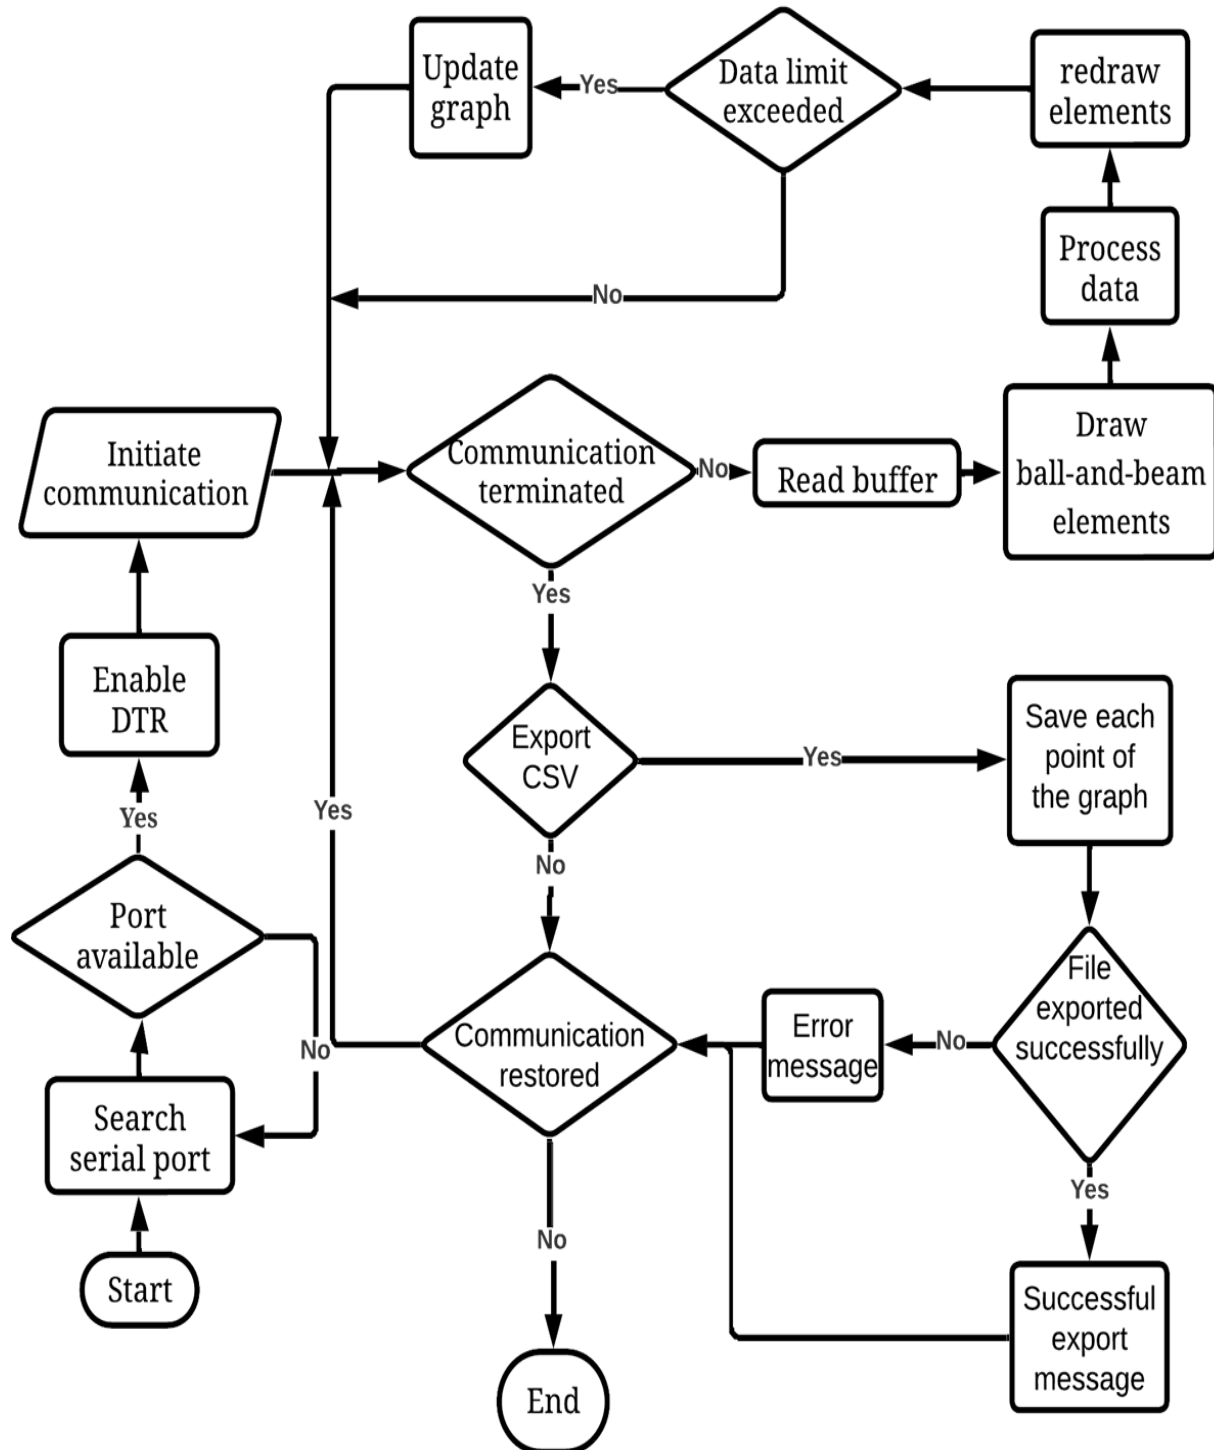 Update
graph
Yes
Data limit
exceeded
redraw
elements
Process
data
No
Initiate
communication
Communication
terminated
No
Read buffer
Draw
ball-and-beam
elements
Yes
Enable
DTR
Export
CSV
Yes
Save each
point of
the graph
Yes
Yes
No
Port
available
File
exported
successfully
No
Error
message
Communication
restored
No
Search
serial port
Yes
No
Start
Successful
export
message
End